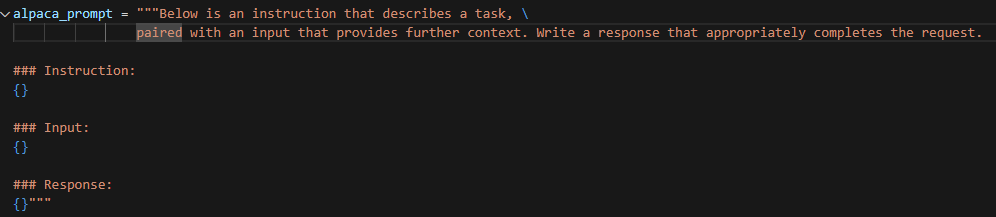 alpaca_prompt = """Below is an instruction that describes a task, \
paired with an input that provides further context. Write a response that appropriately completes the request.
### Instruction:
{}
### Input:
{}
### Response:
{}"""